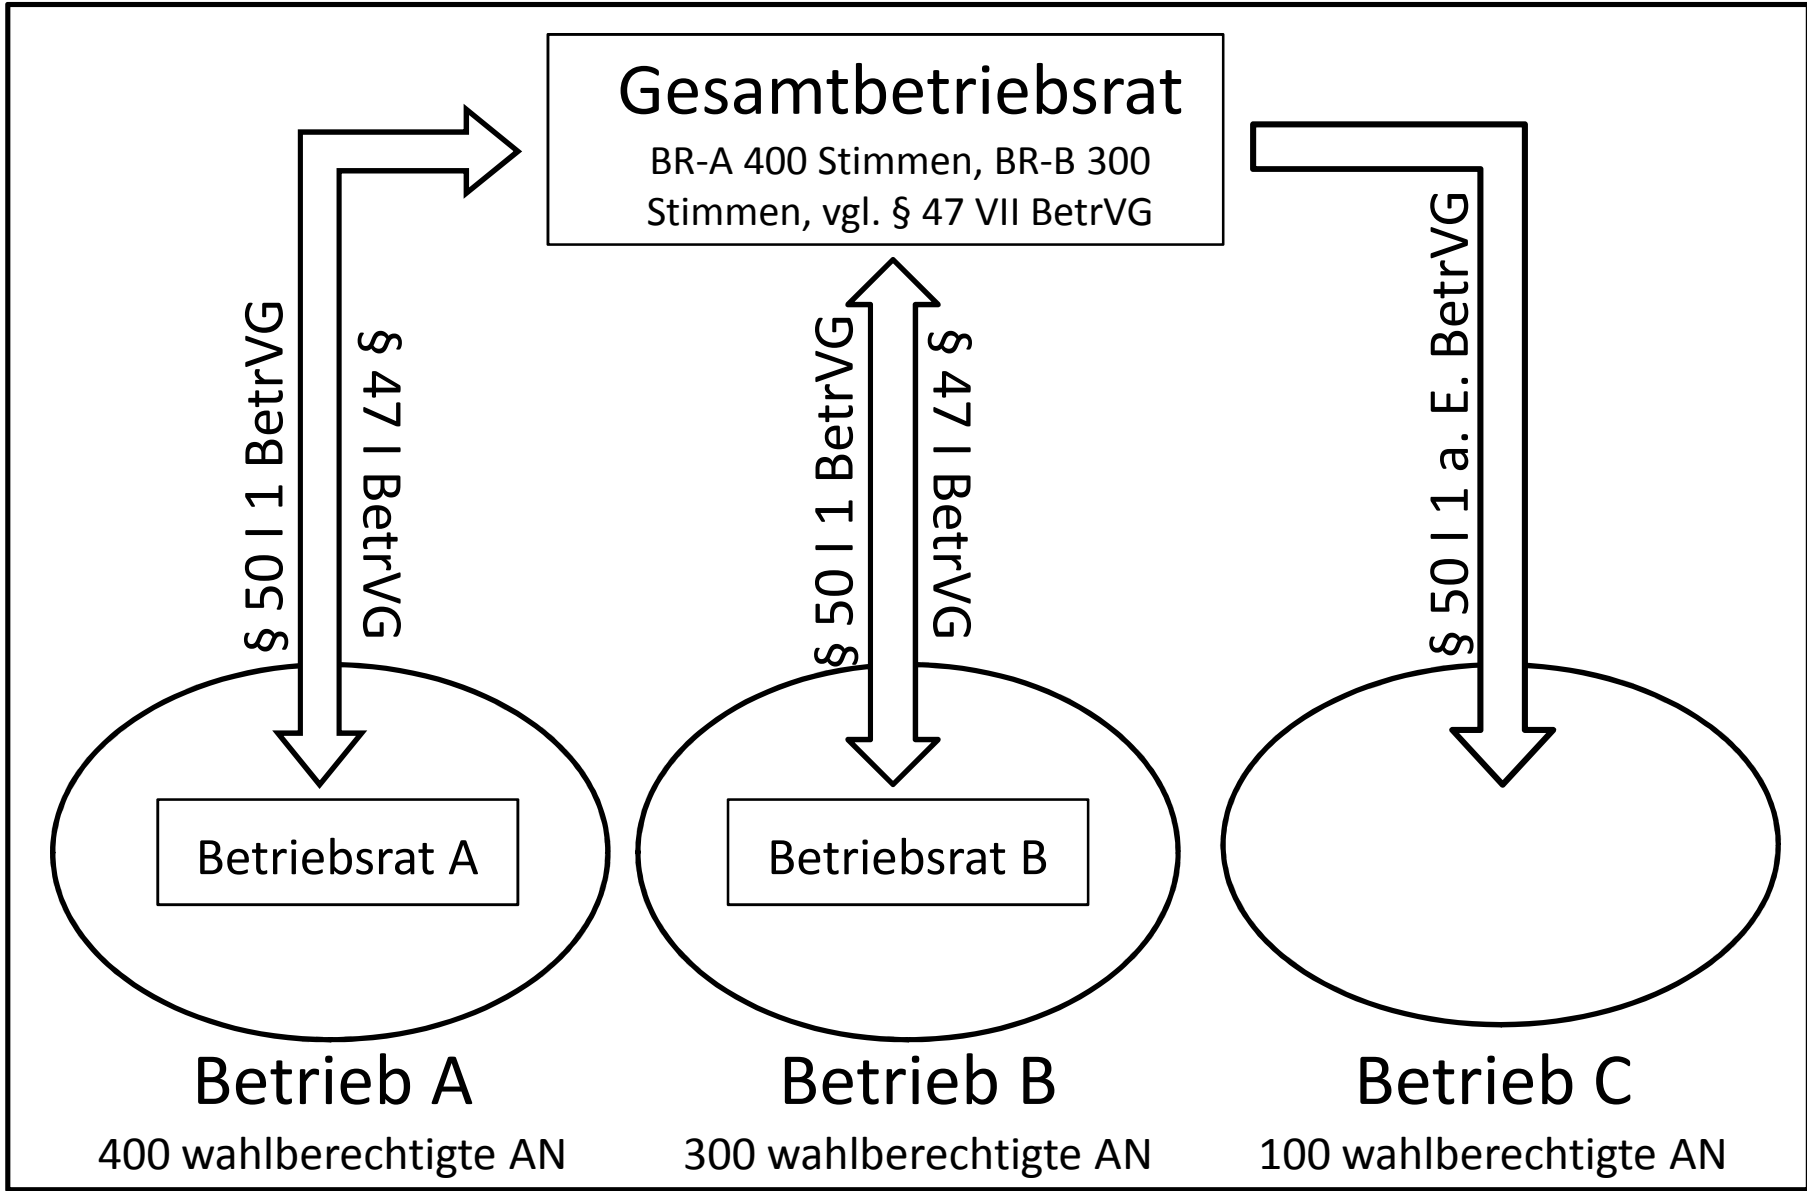 Gesamtbetriebsrat
BR-A 400 Stimmen, BR-B 300
Stimmen, vgl. § 47 VII BetrVG
§ 50 I 1 BetrVG
§ 47 I BetrVG
§ 50 I 1 BetrVG
§ 47 I BetrVG
§ 50 I 1 a. E. BetrVG
Betriebsrat A
Betriebsrat B
Betrieb A
400 wahlberechtigte AN
Betrieb B
300 wahlberechtigte AN
Betrieb C
100 wahlberechtigte AN